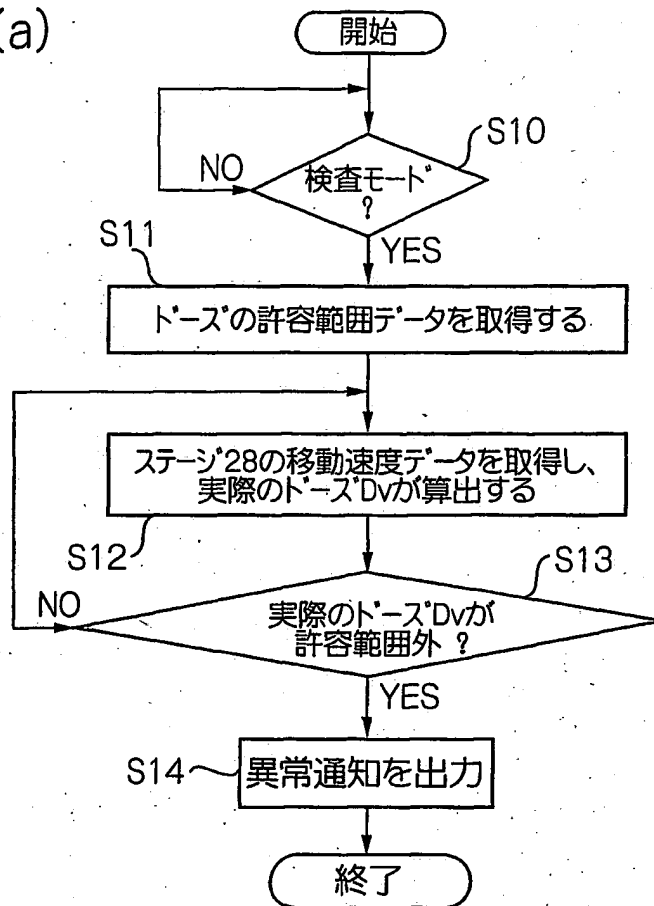 (a)
開始
S10
NO
検査モード
?
S11
YES
ドーズの許容範囲データを取得する
ステージ28の移動速度データを取得し、
実際のドーズDvが算出する
S12
S13
NO
実際のドーズDvが
許容範囲外 ?
YES
S14
異常通知を出力
終了